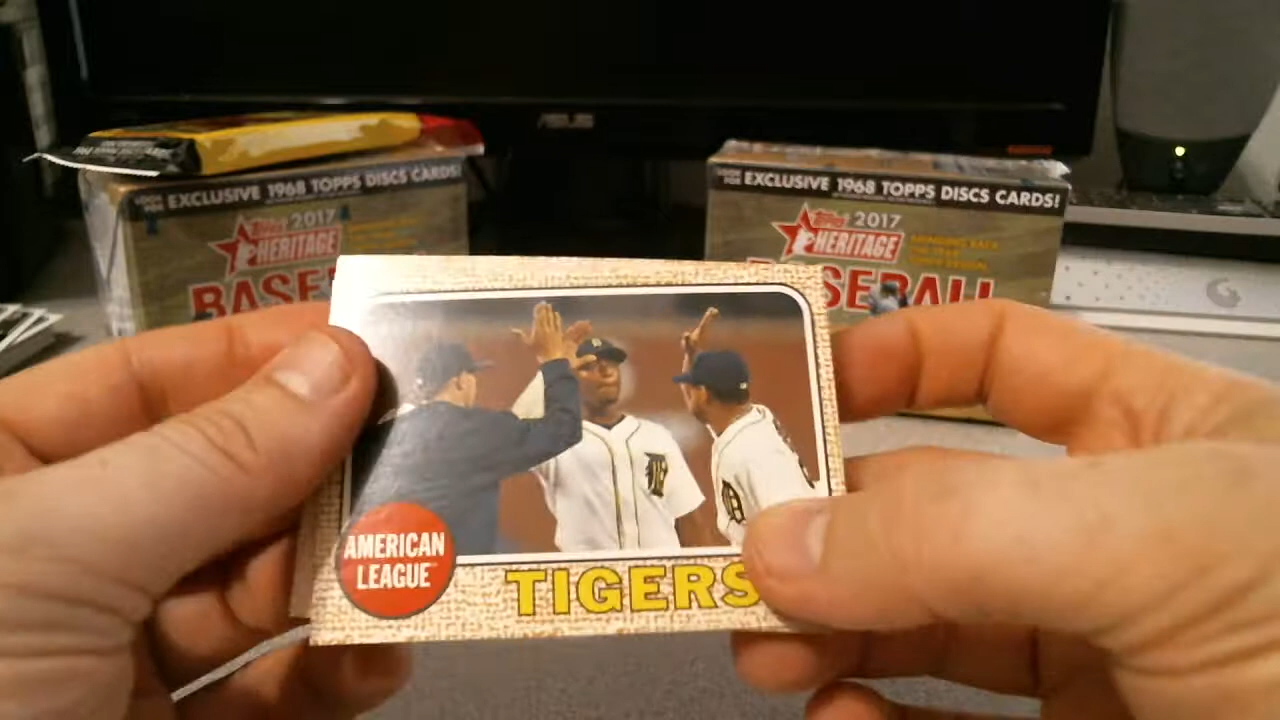 ASUS
EXCLUSIVE 1968 TOPPS DISCS CARDS!
Topps 2017
HERITAGE
BASE
EXCLUSIVE 1968 TOPPS DISCS CARDS!
Topps 2017
HERITAGE
SEBALL
AMERICAN
LEAGUE
TIGERS
D